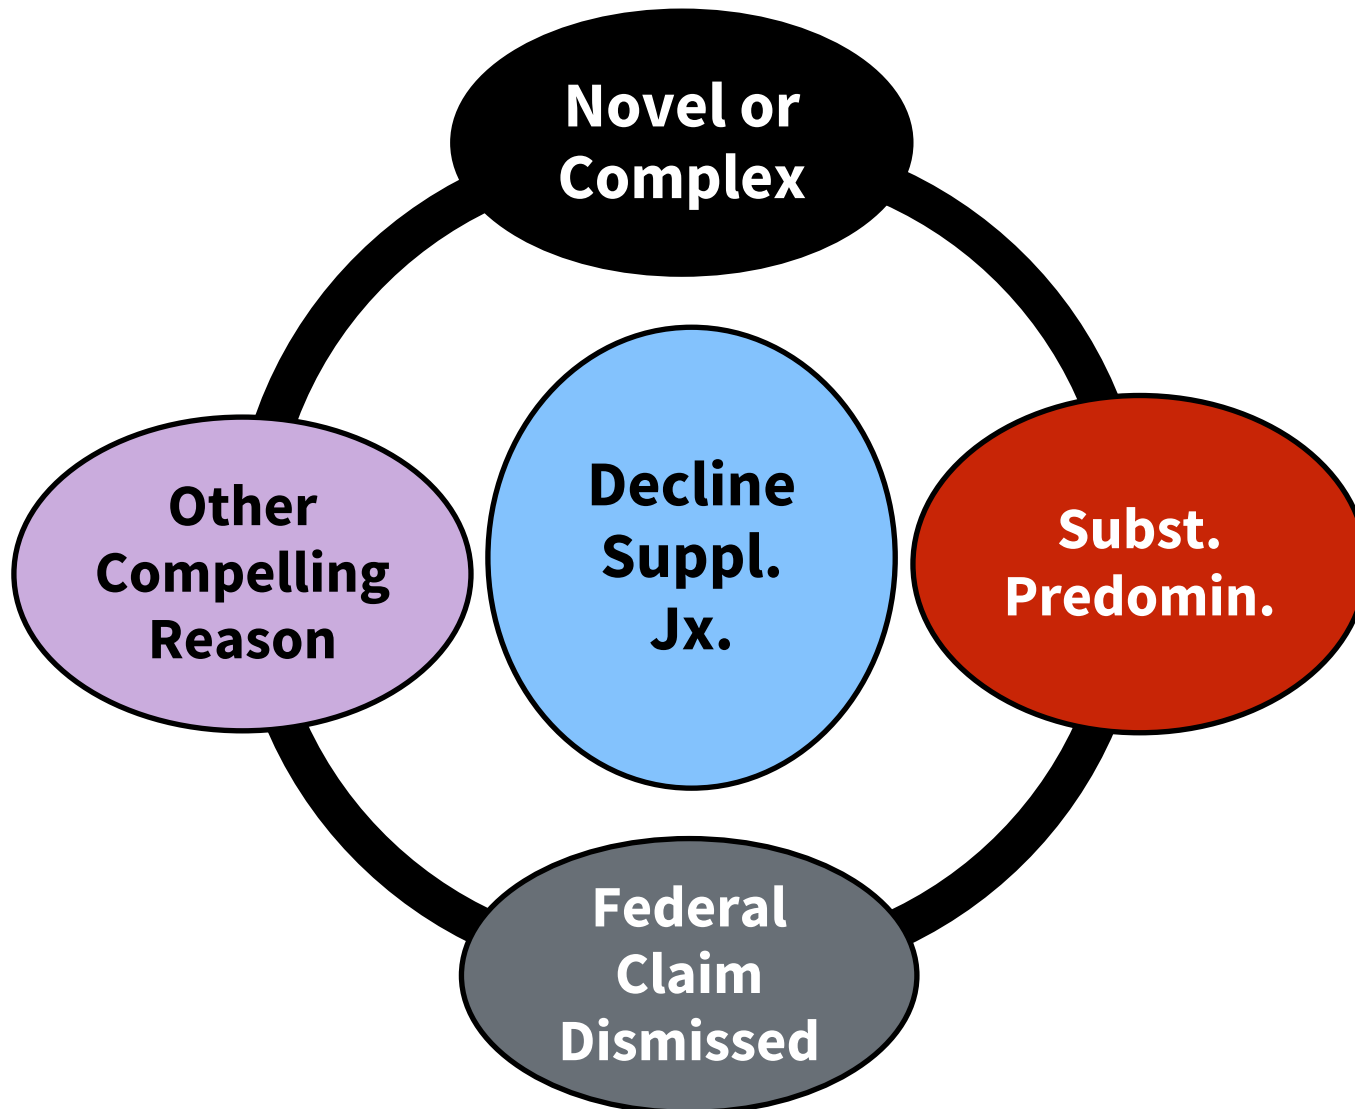 Novel or
Complex
Other
Compelling
Reason
Decline
Suppl.
Jx.
Subst.
Predomin.
Federal
Claim
Dismissed